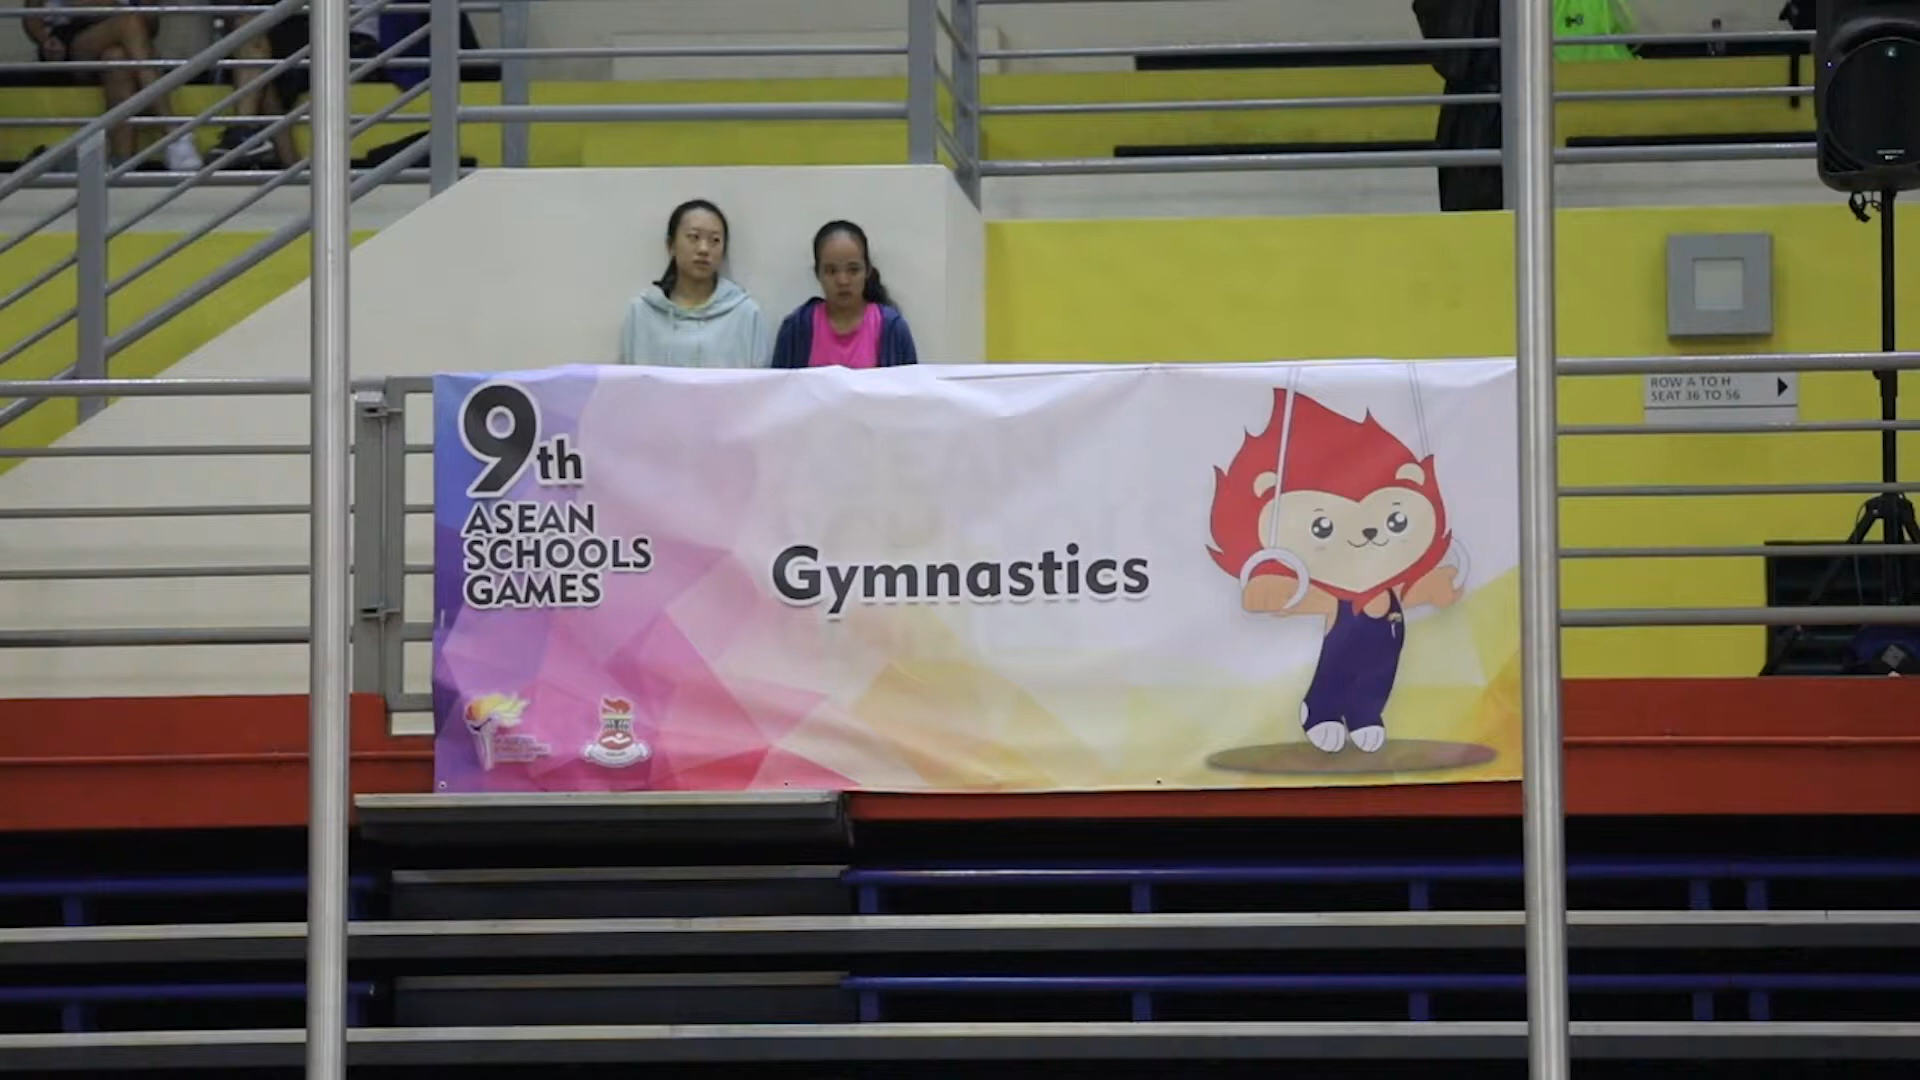 9th
ASEAN
SCHOOLS
GAMES
Gymnastics
ROW A TO H
SEAT 36 TO 56